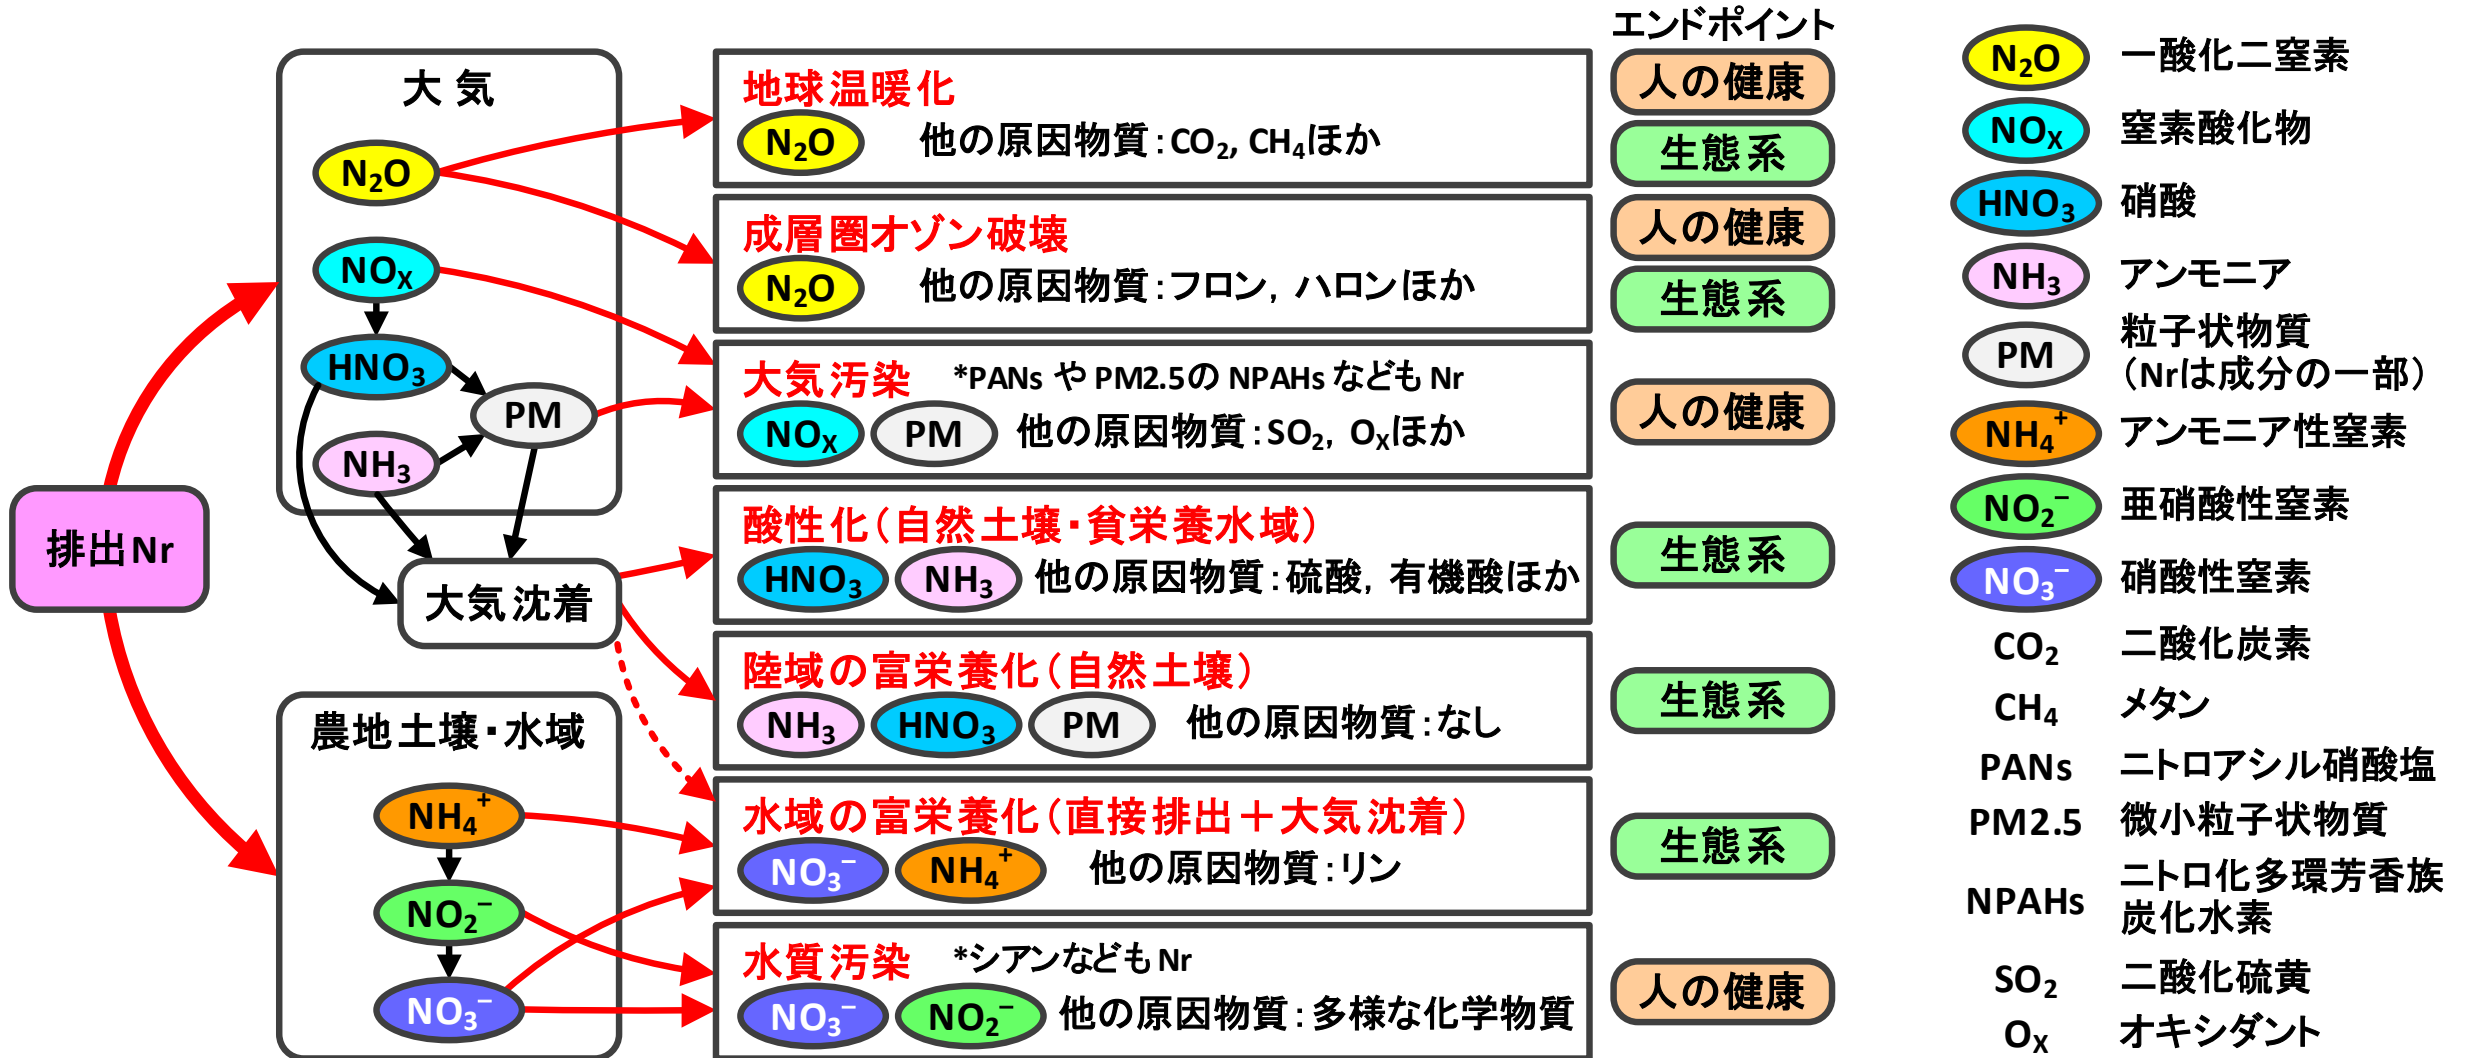 エンドポイント
大気
N₂O
NOX
HNO₃
PM
NH₃
排出Nr
大気沈着
農地土壌・水域
NH₄⁺
NO₂⁻
NO₃⁻
地球温暖化
N₂O 他の原因物質：CO₂, CH₄ほか
人の健康
生態系
成層圏オゾン破壊
N₂O 他の原因物質：フロン，ハロンほか
人の健康
生態系
大気汚染 *PANs や PM2.5の NPAHs なども Nr
NOX PM 他の原因物質：SO₂，OXほか
人の健康
酸性化（自然土壌・貧栄養水域）
HNO₃ NH₃ 他の原因物質：硫酸，有機酸ほか
生態系
陸域の富栄養化（自然土壌）
NH₃ HNO₃ PM 他の原因物質：なし
生態系
水域の富栄養化（直接排出＋大気沈着）
NO₃⁻ NH₄⁺ 他の原因物質：リン
生態系
水質汚染 *シアンなども Nr
NO₃⁻ NO₂⁻ 他の原因物質：多様な化学物質
人の健康
N₂O 一酸化二窒素
NOX 窒素酸化物
HNO₃ 硝酸
NH₃ アンモニア
PM 粒子状物質
（Nrは成分の一部）
NH₄⁺ アンモニア性窒素
NO₂⁻ 亜硝酸性窒素
NO₃⁻ 硝酸性窒素
CO₂ 二酸化炭素
CH₄ メタン
PANs ニトロアシル硝酸塩
PM2.5 微小粒子状物質
NPAHs ニトロ化多環芳香族
炭化水素
SO₂ 二酸化硫黄
OX オキシダント